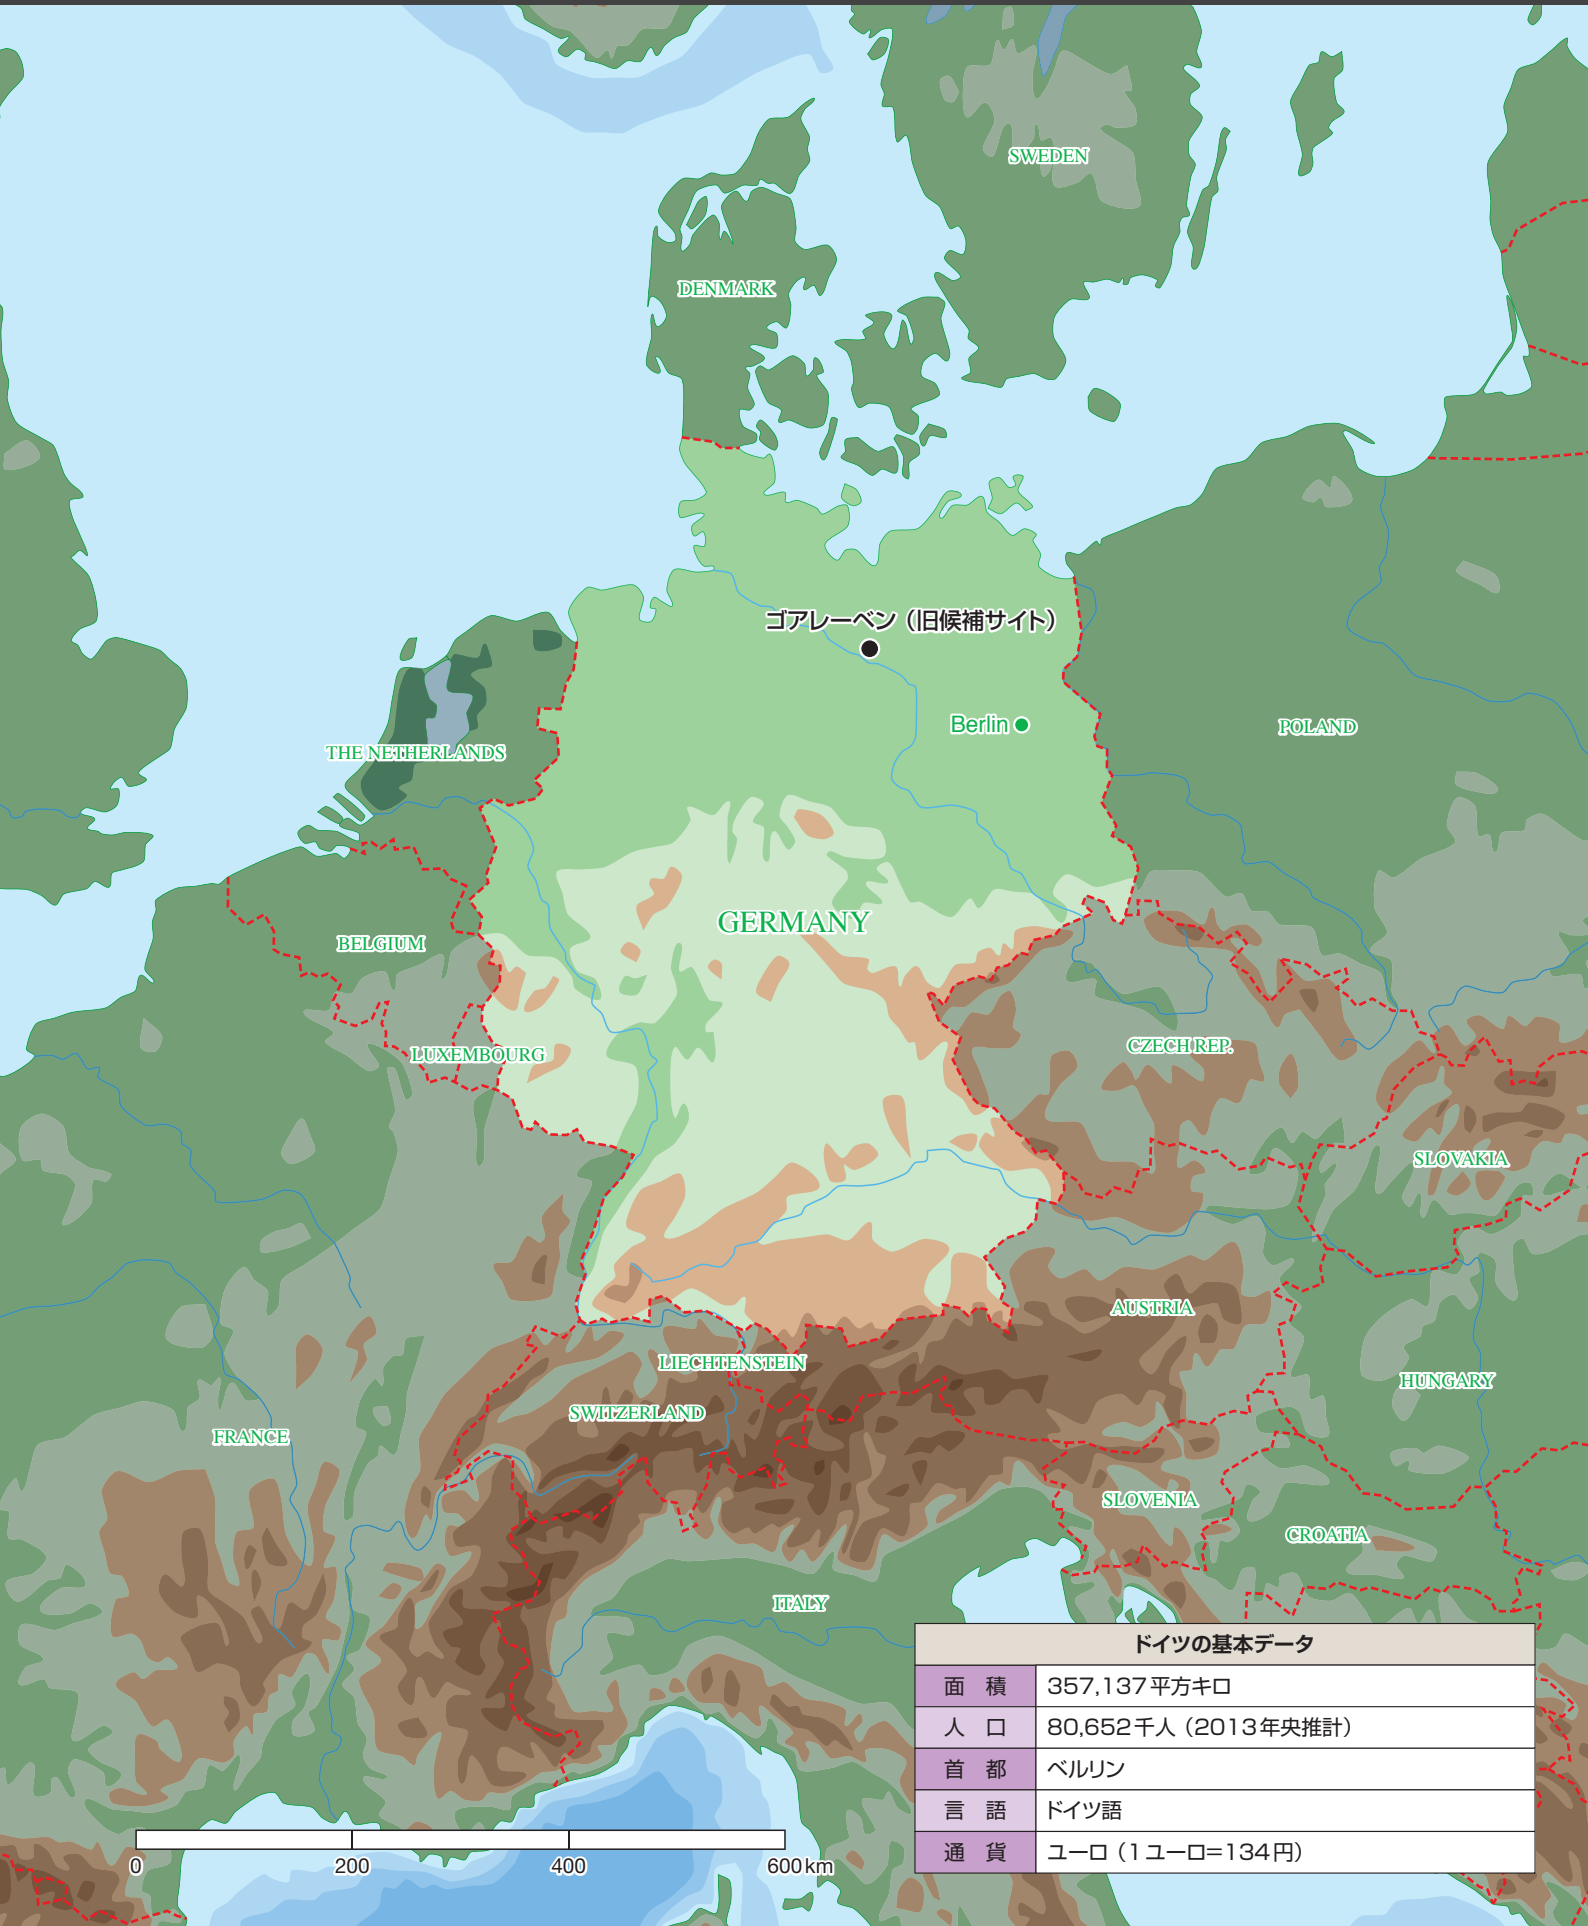 SWEDEN
DENMARK
ゴアレーベン（旧候補サイト）
Berlin
POLAND
THE NETHERLANDS
GERMANY
BELGIUM
CZECH REP.
LUXEMBOURG
SLOVAKIA
AUSTRIA
LIECHTENSTEIN
HUNGARY
SWITZERLAND
FRANCE
SLOVENIA
CROATIA
ITALY
ドイツの基本データ
面　積 357,137平方キロ
人　口 80,652千人（2013年央推計）
首　都 ベルリン
言　語 ドイツ語
通　貨 ユーロ（1ユーロ=134円）
0 200 400 600km